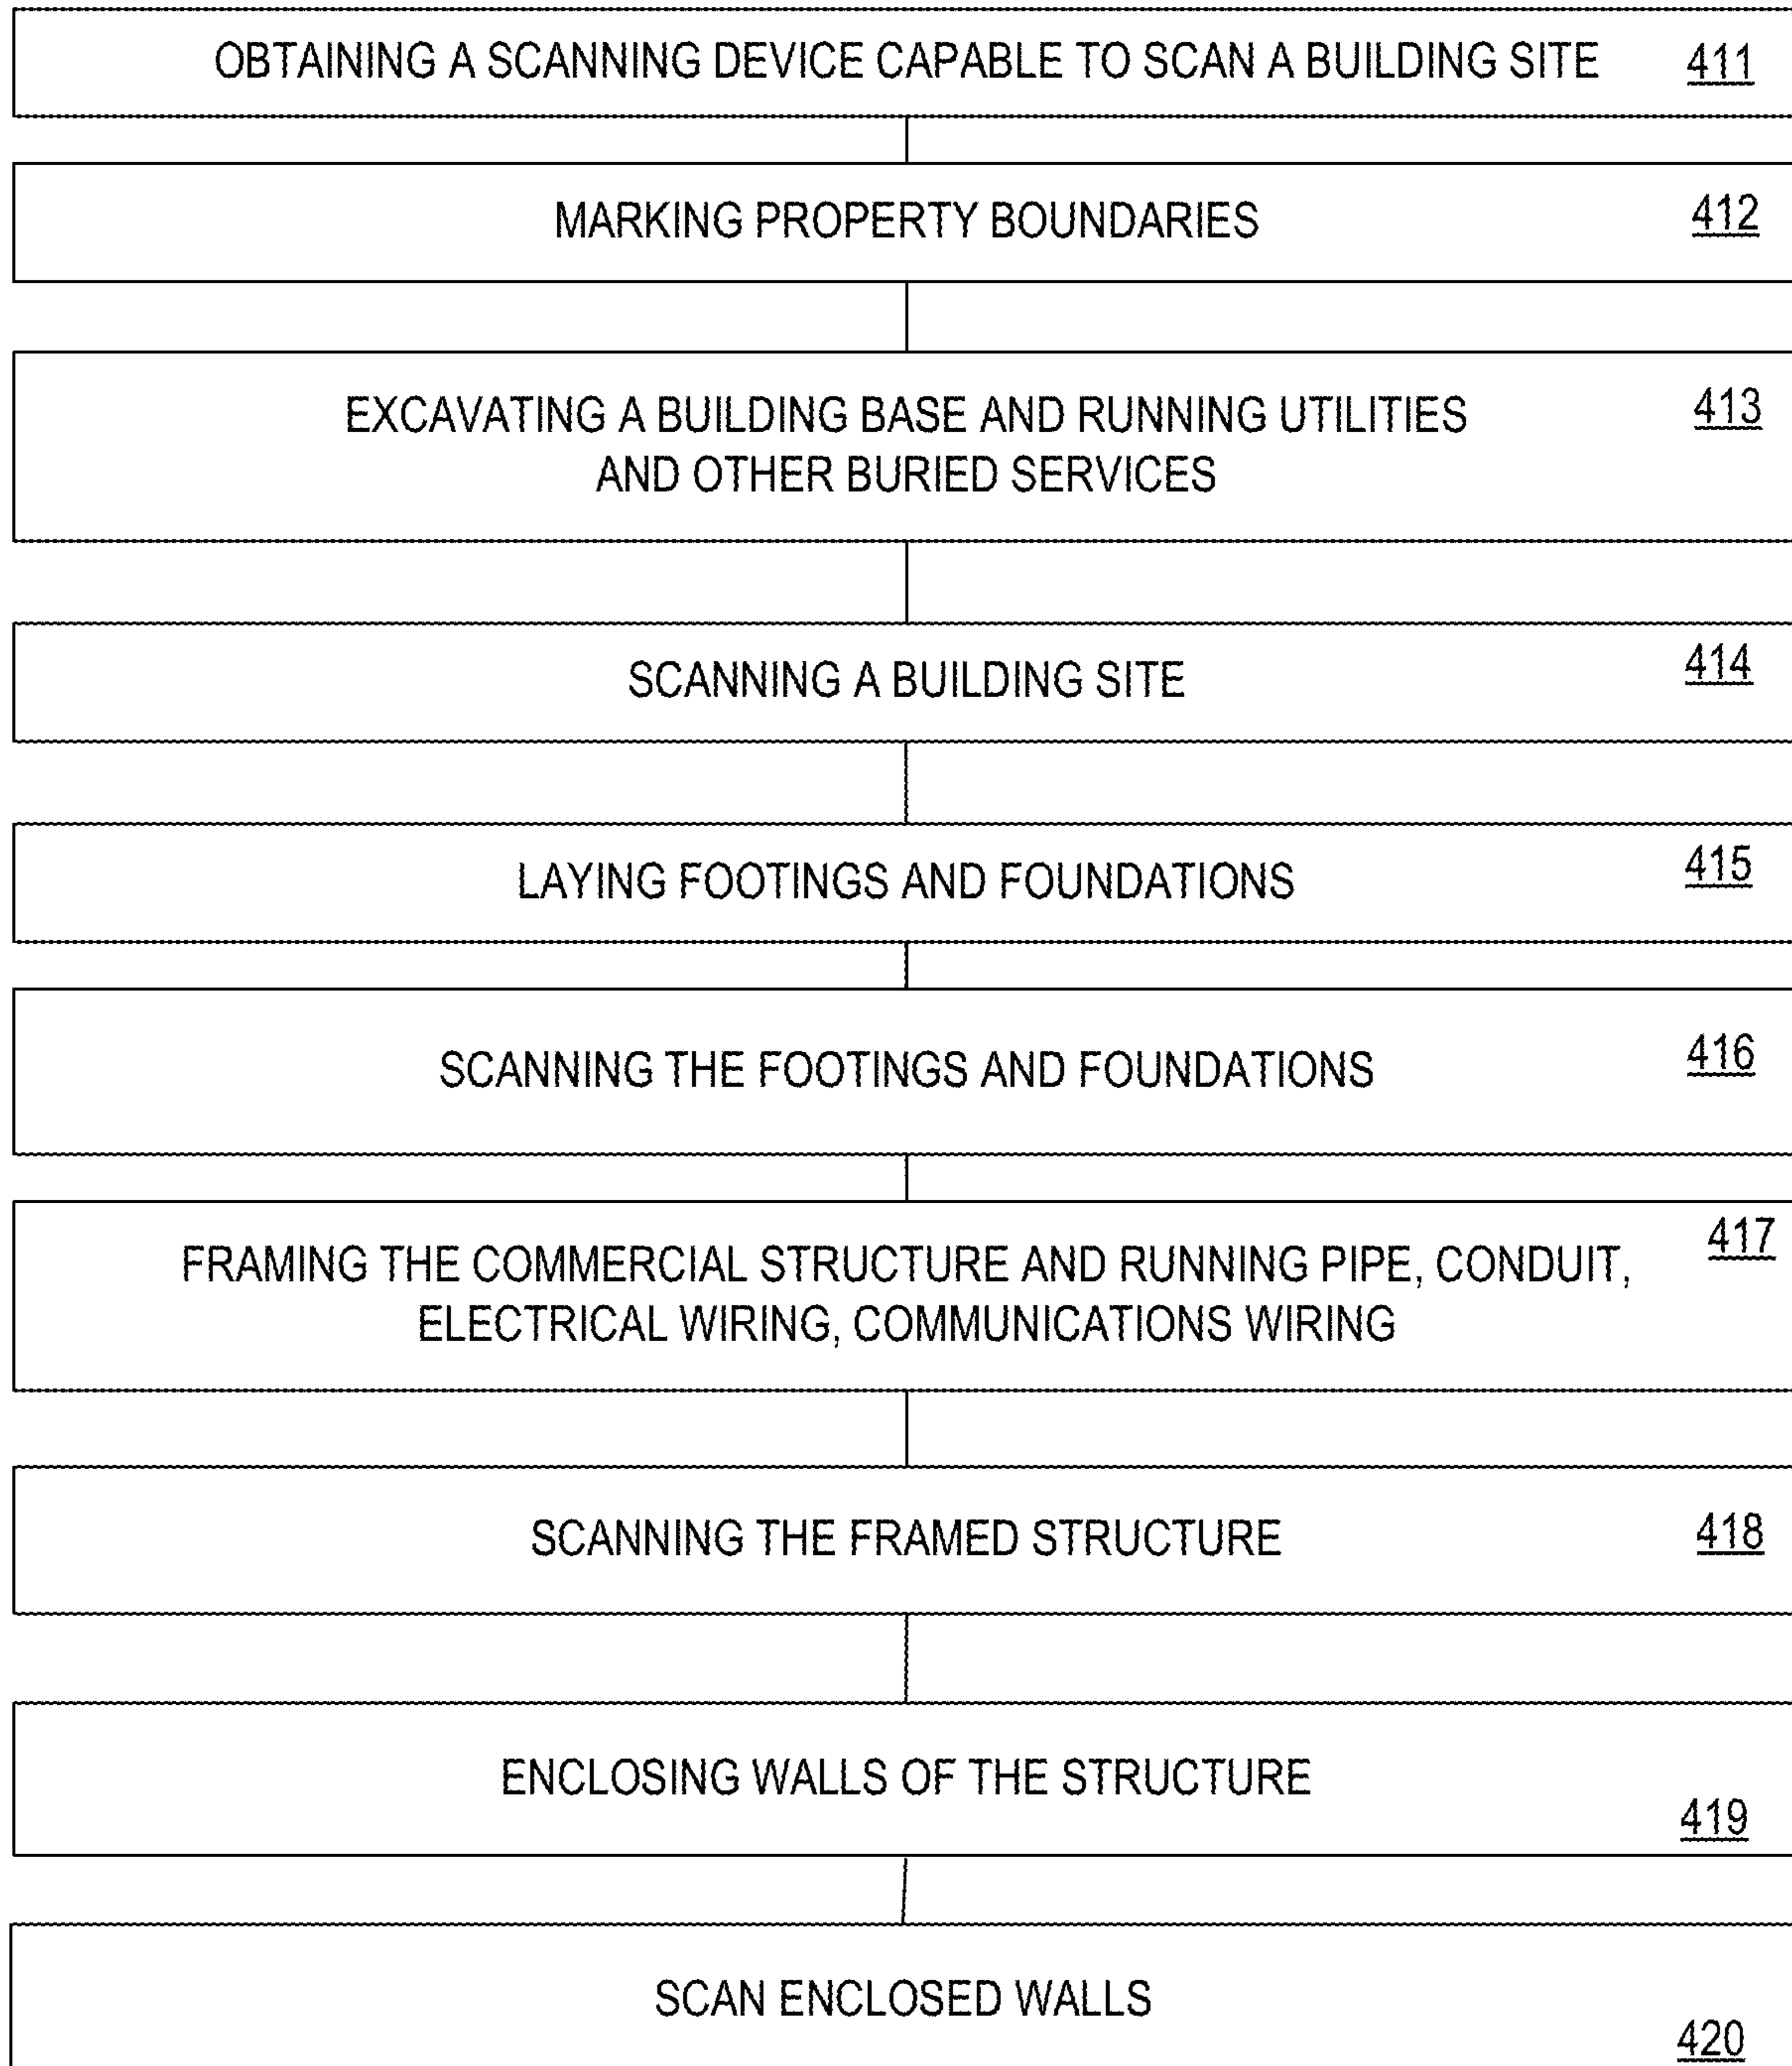 OBTAINING A SCANNING DEVICE CAPABLE TO SCAN A BUILDING SITE 411
MARKING PROPERTY BOUNDARIES 412
EXCAVATING A BUILDING BASE AND RUNNING UTILITIES 413
AND OTHER BURIED SERVICES
SCANNING A BUILDING SITE 414
LAYING FOOTINGS AND FOUNDATIONS 415
SCANNING THE FOOTINGS AND FOUNDATIONS 416
FRAMING THE COMMERCIAL STRUCTURE AND RUNNING PIPE, CONDUIT, 417
ELECTRICAL WIRING, COMMUNICATIONS WIRING
SCANNING THE FRAMED STRUCTURE 418
ENCLOSING WALLS OF THE STRUCTURE
419
SCAN ENCLOSED WALLS
420